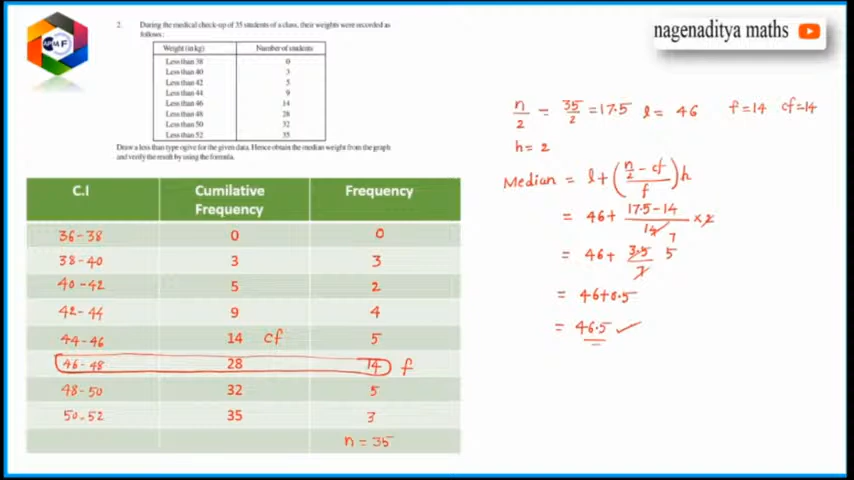 APMF
nagenaditya maths
2. During the medical check-up of 35 students of a class, their weights were recorded as
follows:
Weight (in kg) Number of students
Less than 38 0
Less than 40 3
Less than 42 5
Less than 44 9
Less than 46 14
Less than 48 28
Less than 50 32
Less than 52 35
Draw a less than type ogive for the given data. Hence obtain the median weight from the graph
and verify the result by using the formula.
C.I Cumilative Frequency Frequency
36-38 0 0
38-40 3 3
40-42 5 2
42-44 9 4
44-46 14 cf 5
46-48 28 14 f
48-50 32 5
50-52 35 3
n = 35
n/2 = 35/2 = 17.5 l = 46 f=14 cf=14
h= 2
Median = l+(n/2 - cf/f)h
= 46+ 17.5-14/14 ×2 7
= 46+ 3.5/7 5
= 46+0.5
= 46.5 ✓